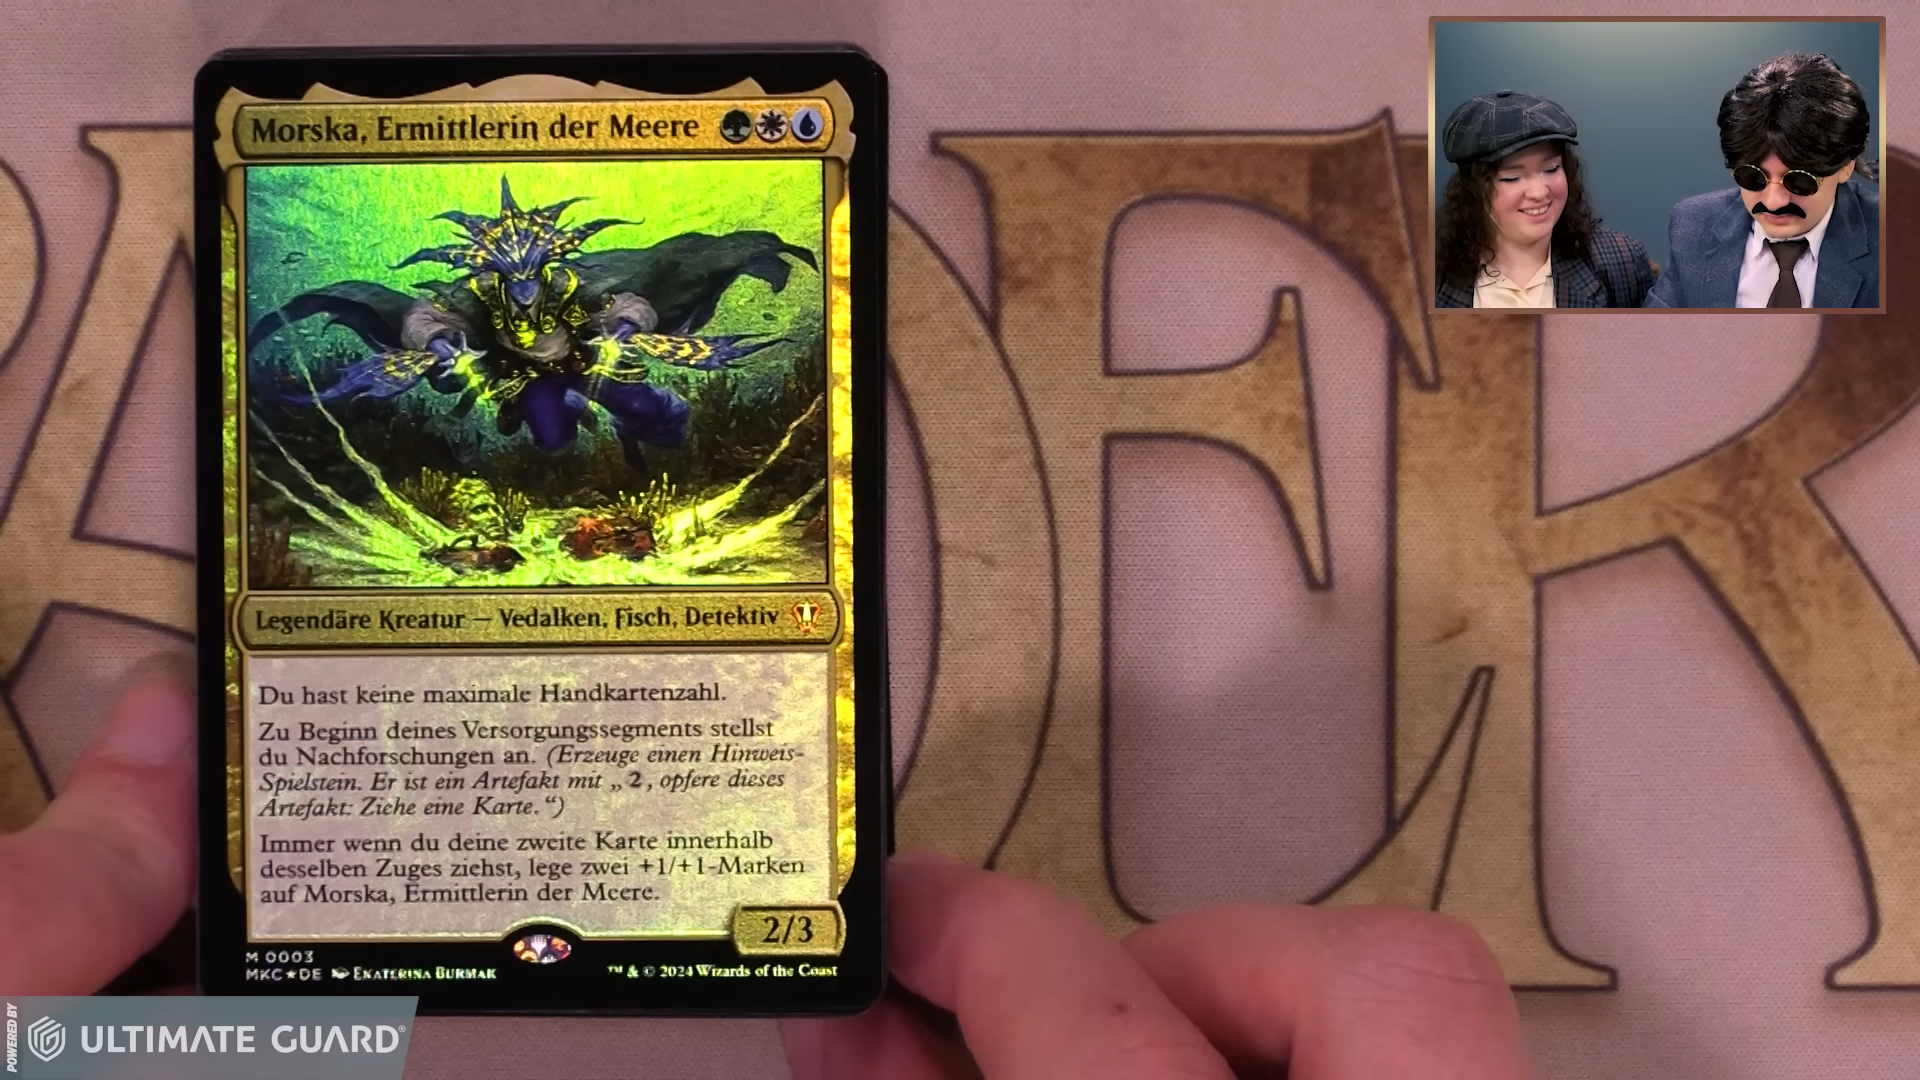 Morska, Ermittlerin der Meere
Legendäre Kreatur — Vedalken, Fisch, Detektiv
Du hast keine maximale Handkartenzahl.
Zu Beginn deines Versorgungssegments stellst
du Nachforschungen an. (Erzeuge einen Hinweis-
Spielstein. Er ist ein Artefakt mit „2, opfere dieses
Artefakt: Ziehe eine Karte.“)
Immer wenn du deine zweite Karte innerhalb
desselben Zuges ziehst, lege zwei +1/+1-Marken
auf Morska, Ermittlerin der Meere.
2/3
M 0003
MKC★DE EKATERINA BURMAK
™ & © 2024 Wizards of the Coast
DER
POWERED BY
ULTIMATE GUARD®